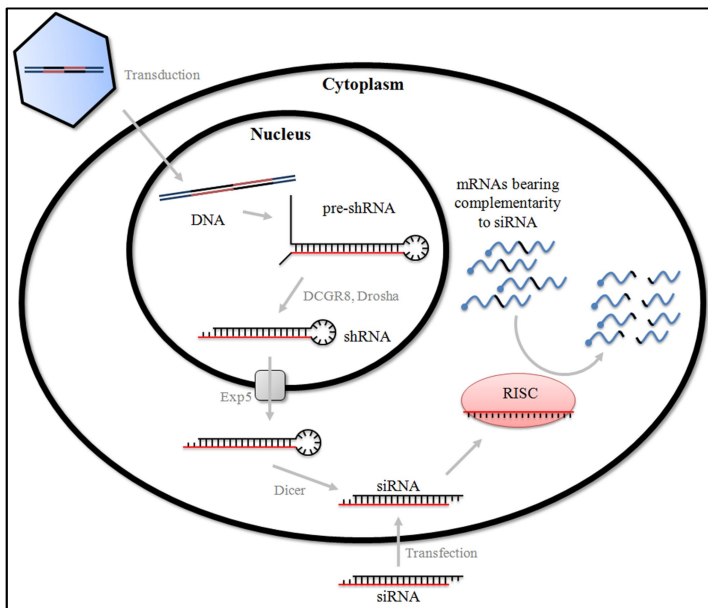 Transduction
Cytoplasm
Nucleus
mRNAs bearing
complementarity
to siRNA
pre-shRNA
DNA
DCGR8, Drosha
shRNA
Exp5
RISC
Dicer
siRNA
Transfection
siRNA